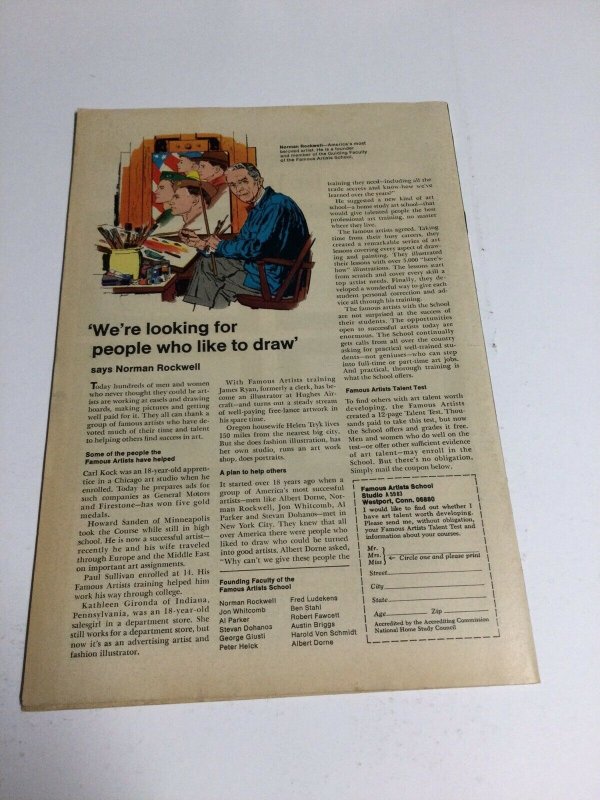 Norman Rockwell—America's most
beloved artist. He is a founder
and member of the Guiding Faculty
of the Famous Artists School.
'We're looking for
people who like to draw'
says Norman Rockwell
Today hundreds of men and women
who never thought they could be art-
ists are working at easels and drawing
boards, making pictures and getting
well paid for it. They all can thank a
group of famous artists who have de-
voted much of their time and talent
to helping others find success in art.
Some of the people the
Famous Artists have helped
Carl Kock was an 18-year-old appren-
tice in a Chicago art studio when he
enrolled. Today he prepares ads for
such companies as General Motors
and Firestone—has won five gold
medals.
Howard Sanden of Minneapolis
took the Course while still in high
school. He is now a successful artist—
recently he and his wife traveled
through Europe and the Middle East
on important art assignments.
Paul Sullivan enrolled at 14. His
Famous Artists training helped him
work his way through college.
Kathleen Gironda of Indiana,
Pennsylvania, was an 18-year-old
salesgirl in a department store. She
still works for a department store, but
now it's as an advertising artist and
fashion illustrator.
With Famous Artists training
James Ryan, formerly a clerk, has be-
come an illustrator at Hughes Air-
craft—and turns out a steady stream
of well-paying free-lance artwork in
his spare time.
Oregon housewife Helen Tryk lives
150 miles from the nearest big city.
But she does fashion illustration, has
her own studio, runs an art work
shop, does portraits.
A plan to help others
It started over 18 years ago when a
group of America's most successful
artists—men like Albert Dorne, Nor-
man Rockwell, Jon Whitcomb, Al
Parker and Stevan Dohanos—met in
New York City. They knew that all
over America there were people who
liked to draw who could be turned
into good artists. Albert Dorne asked,
"Why can't we give these people the
Founding Faculty of the
Famous Artists School
Norman Rockwell
Jon Whitcomb
Al Parker
Stevan Dohanos
George Giusti
Peter Helck
Fred Ludekens
Ben Stahl
Robert Fawcett
Austin Briggs
Harold Von Schmidt
Albert Dorne
training they need—including all the
trade secrets and know-how we've
learned over the years?"
He suggested a new kind of art
school—a home study art school—that
would give talented people the best
professional art training, no matter
where they live.
The famous artists agreed. Taking
time from their busy careers, they
created a remarkable series of art
lessons covering every aspect of draw-
ing and painting. They illustrated
their lessons with over 5,000 "here's-
how" illustrations. The lessons start
from scratch and cover every skill a
top artist needs. Finally, they de-
veloped a wonderful way to give each
student personal correction and ad-
vice all through his training.
The famous artists with the School
are not surprised at the success of
their students. The opportunities
open to successful artists today are
enormous. The School continually
gets calls from all over the country
asking for practical well-trained stu-
dents—not geniuses—who can step
into full-time or part-time art jobs.
And practical, thorough training is
what the School offers.
Famous Artists Talent Test
To find others with art talent worth
developing, the Famous Artists
created a 12-page Talent Test. Thou-
sands paid to take this test, but now
the School offers and grades it free.
Men and women who do well on the
test—or offer other sufficient evidence
of art talent—may enroll in the
School. But there's no obligation.
Simply mail the coupon below.
Famous Artists School
Studio
Westport, Conn. 06880
I would like to find out whether I
have art talent worth developing.
Please send me, without obligation,
your Famous Artists Talent Test and
information about your courses.
Mr.
Mrs. ← Circle one and please print
Miss
Street
City
State
Age Zip
Accredited by the Accrediting Commission
National Home Study Council